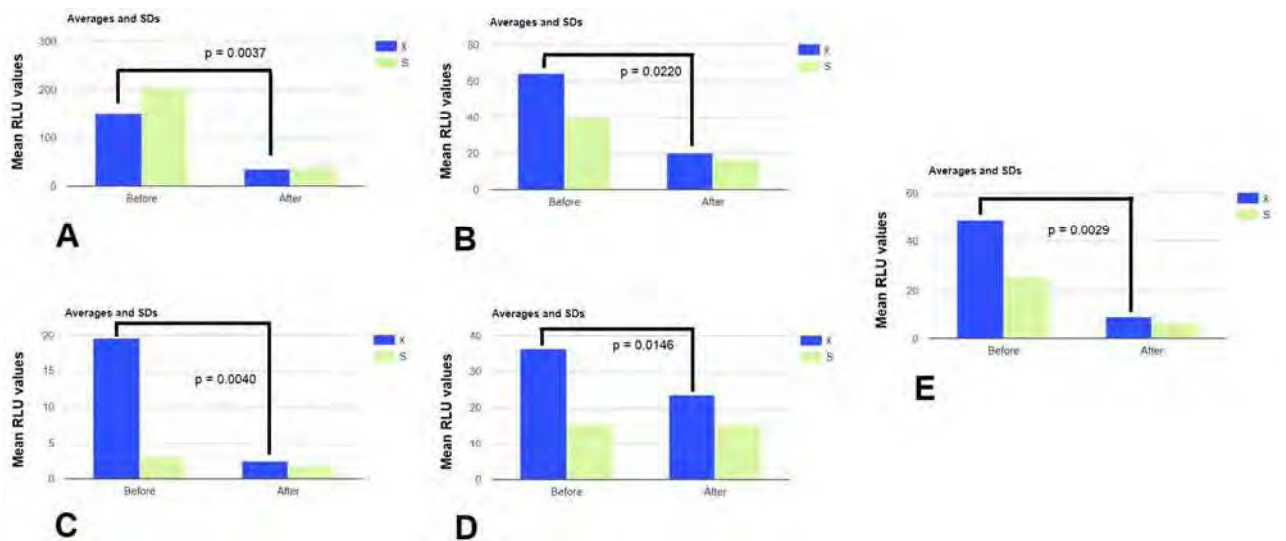 Averages and SDs
Mean RLU values
300
200
100
0
p = 0.0037
x̄
S
Before
After
A
Averages and SDs
Mean RLU values
80
60
40
20
0
p = 0.0220
x̄
S
Before
After
B
Averages and SDs
Mean RLU values
20
15
10
5
0
p = 0.0040
x̄
S
Before
After
C
Averages and SDs
Mean RLU values
40
30
20
10
0
p = 0.0146
x̄
S
Before
After
D
Averages and SDs
Mean RLU values
60
40
20
0
p = 0.0029
x̄
S
Before
After
E